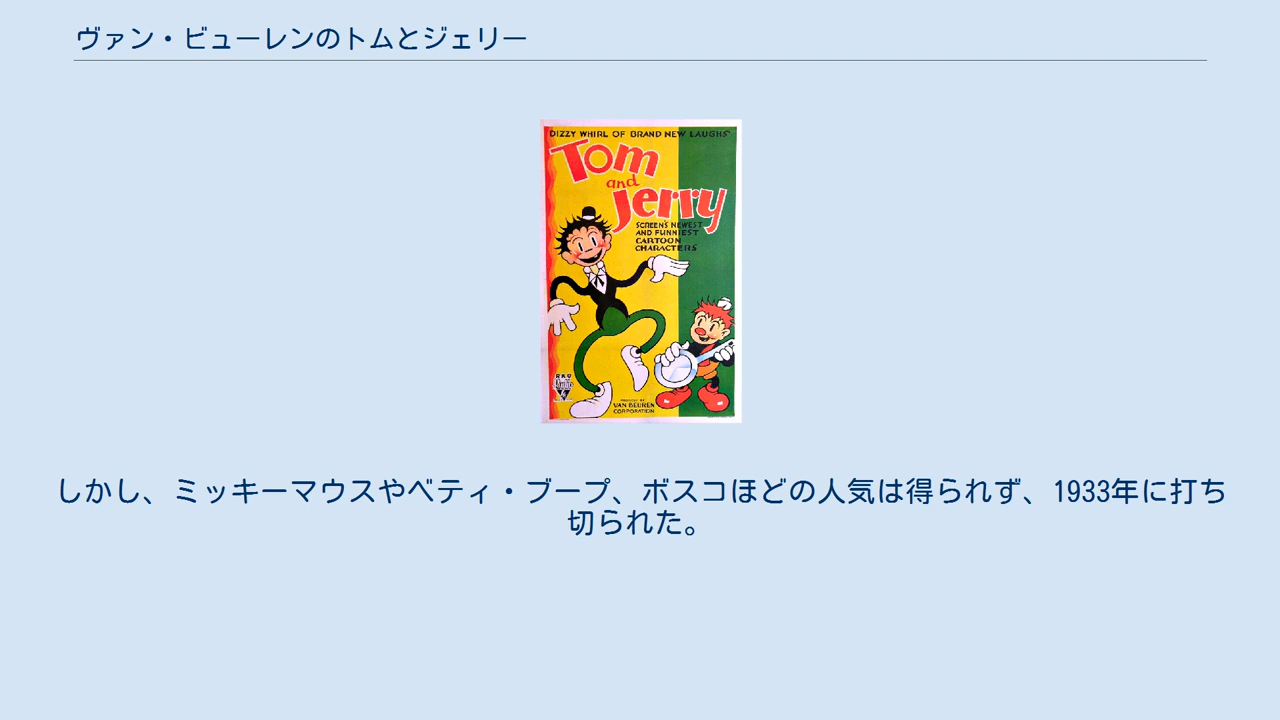 ヴァン・ビューレンのトムとジェリー
DIZZY WHIRL OF BRAND NEW LAUGHS"
Tom
and
Jerry
SCREEN'S NEWEST
AND FUNNIEST
CARTOON
CHARACTERS
PRODUCED BY
VAN BEUREN
CORPORATION
しかし、ミッキーマウスやベティ・ブープ、ボスコほどの人気は得られず、1933年に打ち
切られた。